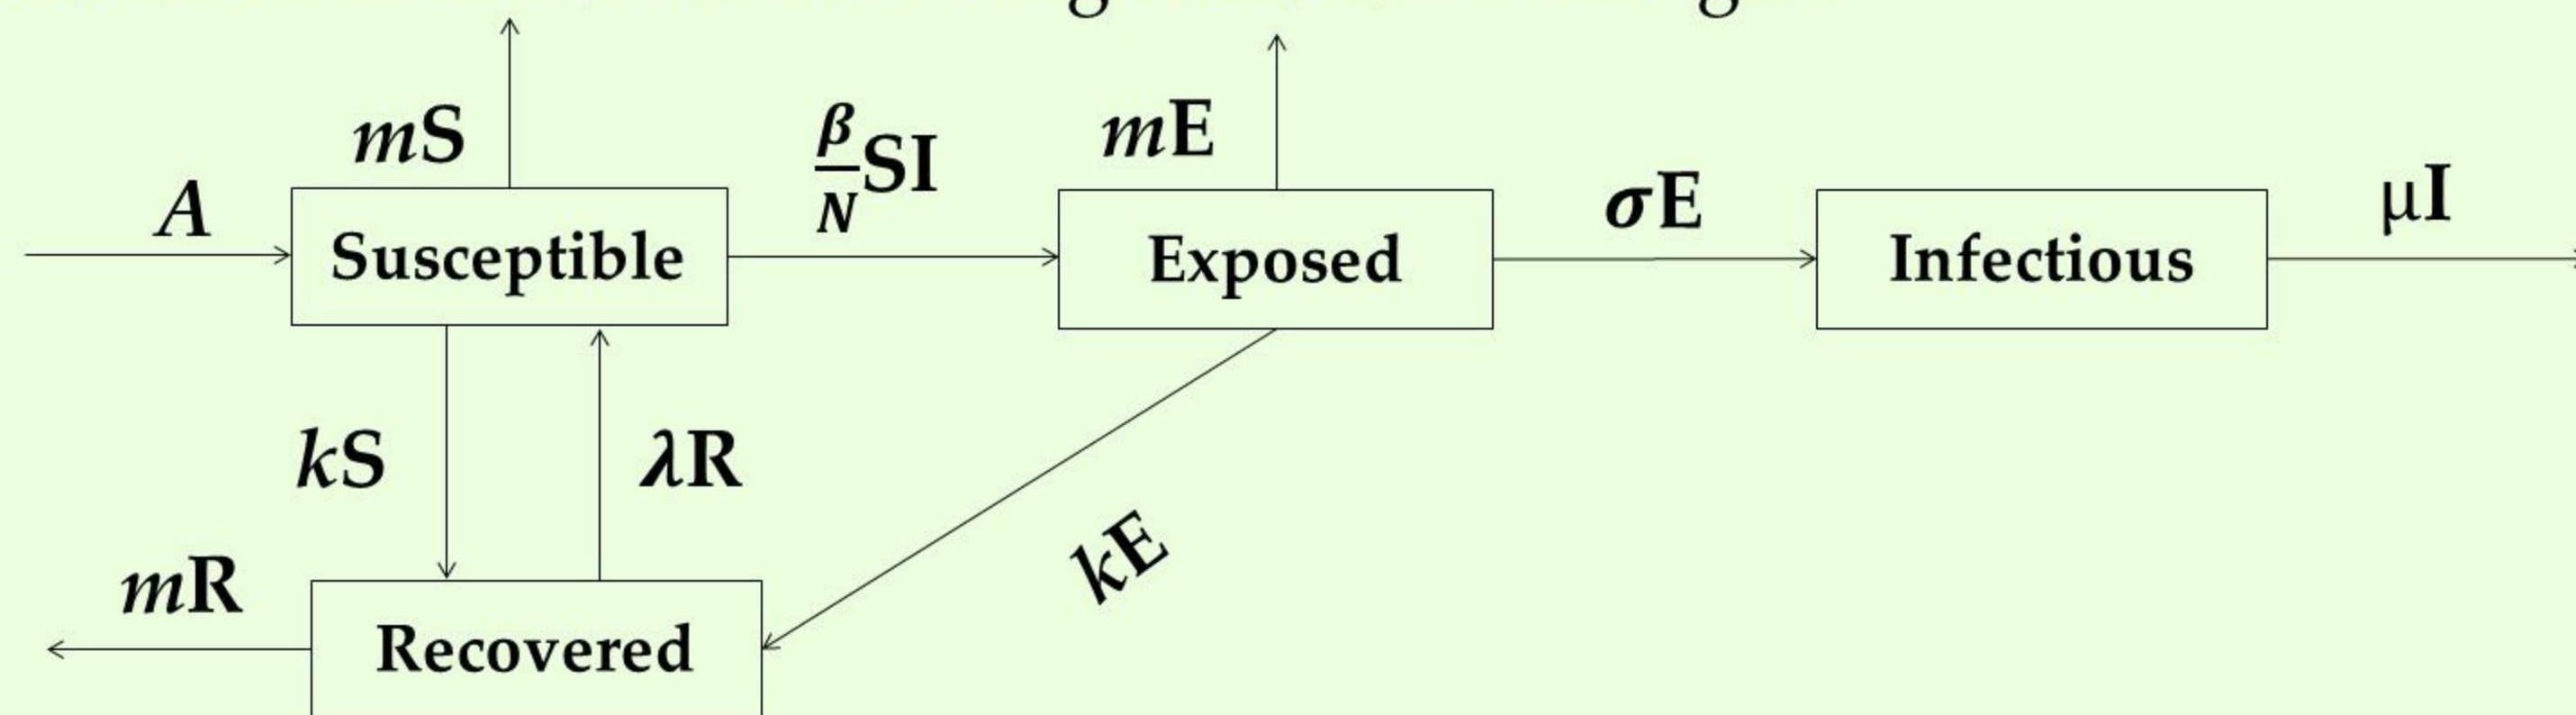 mS
β/N SI
mE
A
σE
μI
Susceptible
Exposed
Infectious
kS
λR
kE
mR
Recovered